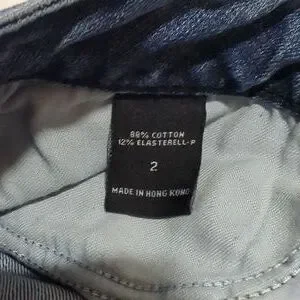 88% COTTON
12% ELASTERELL-P
2
MADE IN HONG KONG